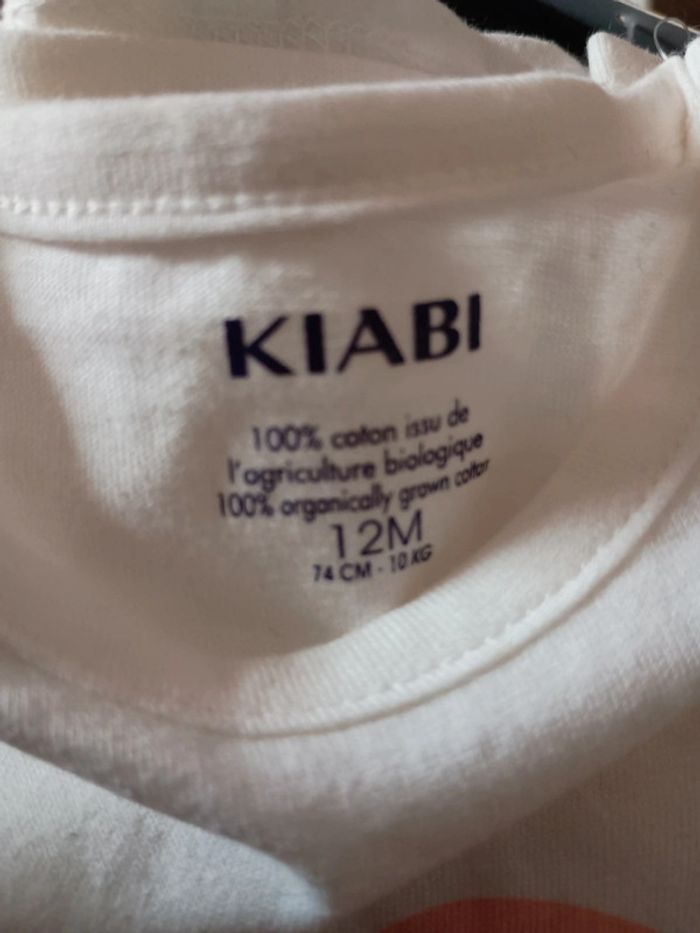 KIABI
100% coton issu de
l'agriculture biologique
100% organically grown cotton
12M
74 CM - 10 KG